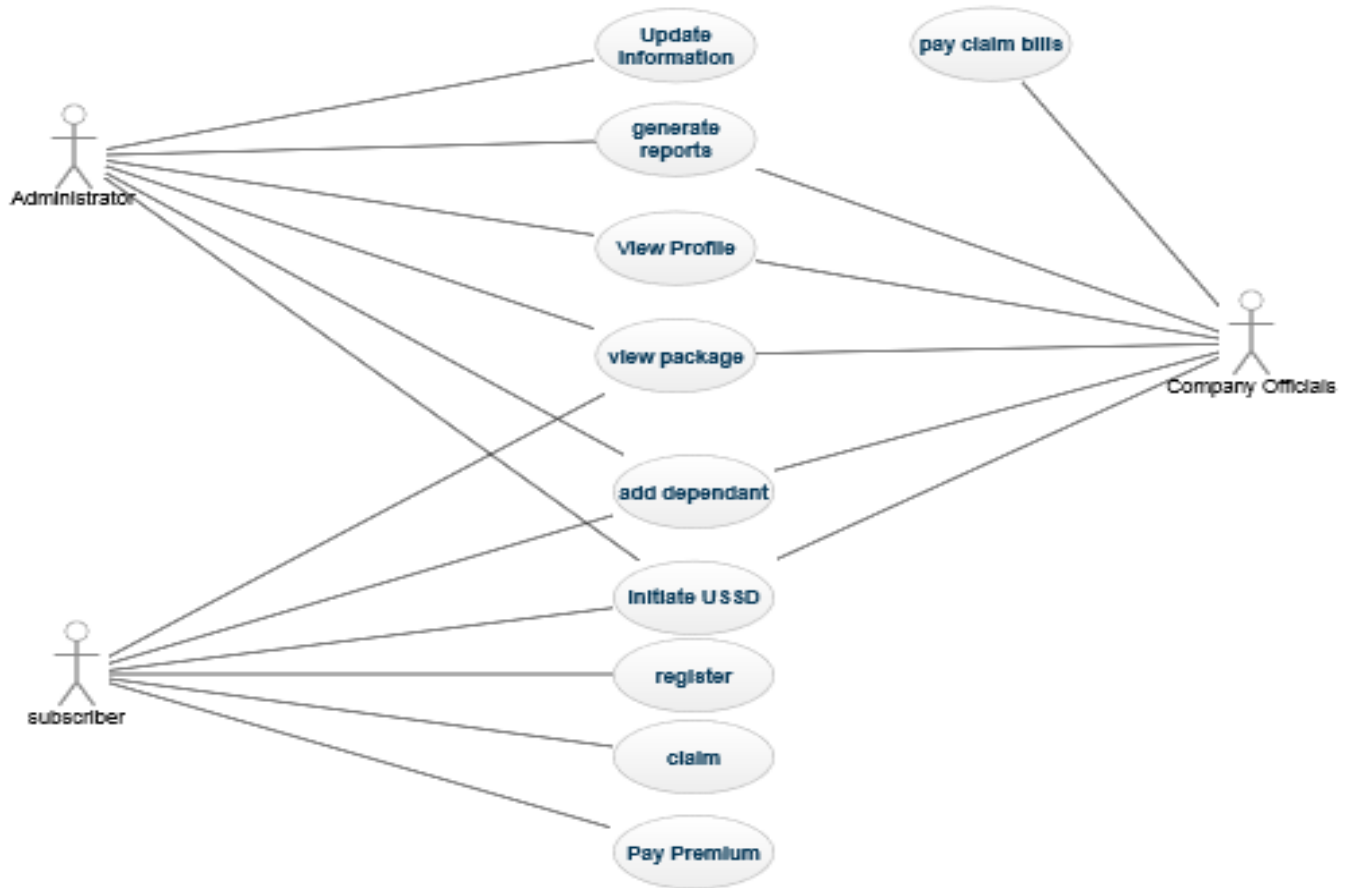 Update
Information
pay claim bills
generate
reports
Administrator
View Profile
view package
Company Officials
add dependant
Initiate USSD
register
subscriber
claim
Pay Premium